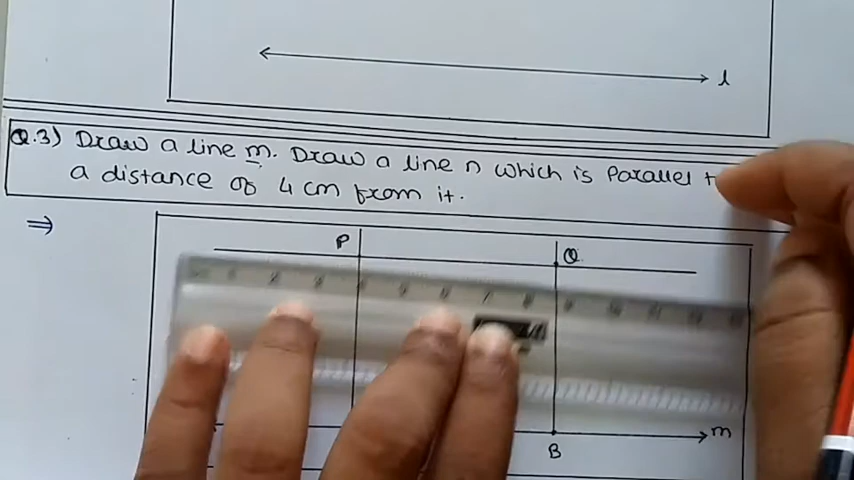 l
Q.3) Draw a line m. Draw a line n which is Parallel
a distance of 4 cm from it.
⇒
P
Q
m
B